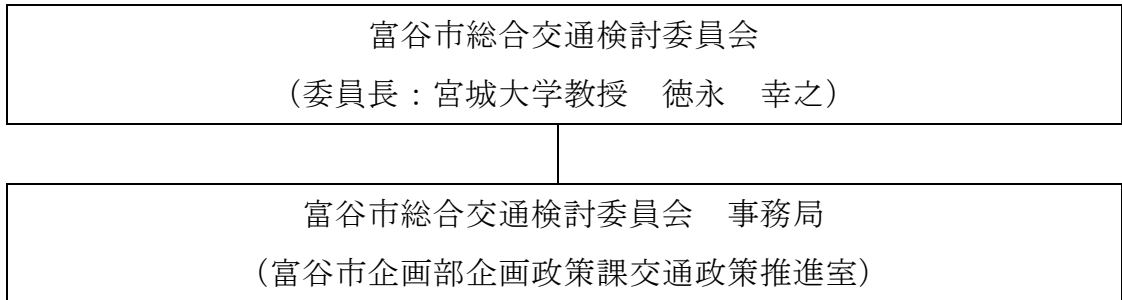 富谷市総合交通検討委員会
（委員長：宮城大学教授　徳永　幸之）
富谷市総合交通検討委員会　事務局
（富谷市企画部企画政策課交通政策推進室）